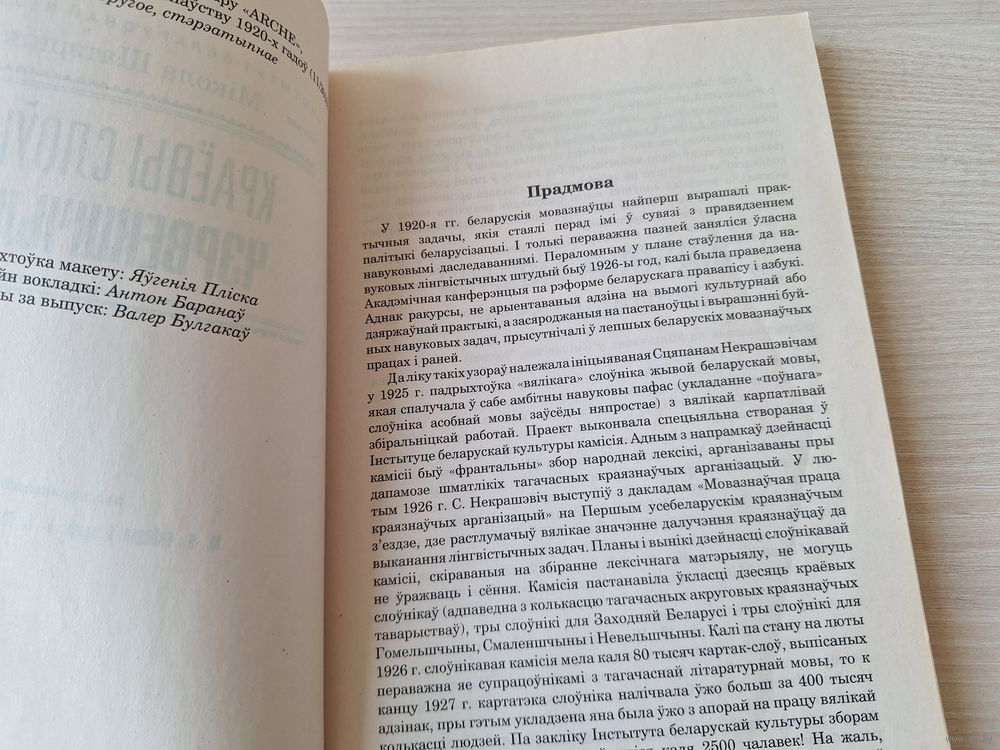 «ARCHE»,
1920-х гадоў
другое, стэрэатыпнае
макету: Яўгенія Пліска
вокладкі: Антон Баранаў
за выпуск: Валер Булгакаў
Прадмова
У 1920-я гг. беларускія мовазнаўцы найперш вырашалі прак-
тычныя задачы, якія стаялі перад імі ў сувязі з правядзеннем
палітыкі беларусізацыі. І толькі пераважна пазней заняліся ўласна
навуковымі даследаваннямі. Пераломным у плане стаўлення да на-
вуковых лінгвістычных штудый быў 1926-ы год, калі была праведзена
Акадэмічная канферэнцыя па рэформе беларускага правапісу і азбукі.
Аднак ракурсы, не арыентаваныя адзіна на вымогі культурнай або
дзяржаўнай практыкі, а засяроджаныя на пастаноўцы і вырашэнні буй-
ных навуковых задач, прысутнічалі ў лепшых беларускіх мовазнаўчых
працах і раней.
Да ліку такіх узораў належала ініцыяваная Сцяпанам Некрашэвічам
у 1925 г. падрыхтоўка «вялікага» слоўніка жывой беларускай мовы,
якая спалучала ў сабе амбітны навуковы пафас (укладанне «поўнага»
слоўніка асобнай мовы заўсёды няпростае) з вялікай карпатлівай
збіральніцкай работай. Праект выконвала спецыяльна створаная ў
Інстытуце беларускай культуры камісія. Адным з напрамкаў дзейнасці
камісіі быў «франтальны» збор народнай лексікі, арганізаваны пры
дапамозе шматлікіх тагачасных краязнаўчых арганізацый. У лю-
тым 1926 г. С. Некрашэвіч выступіў з дакладам «Мовазнаўчая праца
краязнаўчых арганізацый» на Першым усебеларускім краязнаўчым
з’ездзе, дзе растлумачыў вялікае значэнне далучэння краязнаўцаў да
выканання лінгвістычных задач. Планы і вынікі дзейнасці слоўнікавай
камісіі, скіраваныя на збіранне лексічнага матэрыялу, не могуць
не ўражваць і сёння. Камісія пастанавіла ўкласці дзесяць краёвых
слоўнікаў (адпаведна з колькасцю тагачасных акруговых краязнаўчых
таварыстваў), тры слоўнікі для Заходняй Беларусі і тры слоўнікі для
Гомельшчыны, Смаленшчыны і Невельшчыны. Калі па стану на люты
1926 г. слоўнікавая камісія мела каля 80 тысяч картак-слоў, выпісаных
пераважна яе супрацоўнікамі з тагачаснай літаратурнай мовы, то к
канцу 1927 г. картатэка слоўніка налічвала ўжо больш за 400 тысяч
адзінак, пры гэтым укладзена яна была ўжо з апорай на працу вялікай
колькасці людзей. Па закліку Інстытута беларускай культуры зборам
каля 2500 чалавек! На жаль,